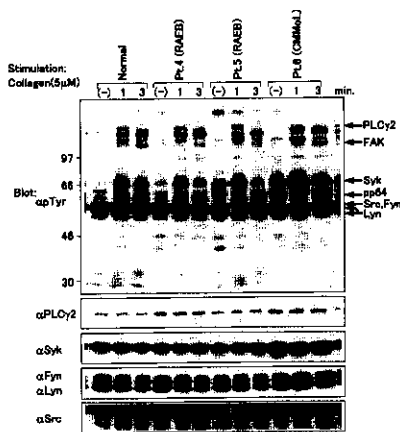 Normal
Pt.4 (RAEB)
Pt.5 (RAEB)
Pt.6 (CMMoL)
Stimulation:
Collagen(5μM)
(-) 1 3 (-) 1 3 (-) 1 3 (-) 1 3 min.
PLCγ2
FAK
97
Syk
66
pp64
Blot:
αpTyr
Src,Fyn
Lyn
46
30
αPLCγ2
αSyk
αFyn
αLyn
αSrc